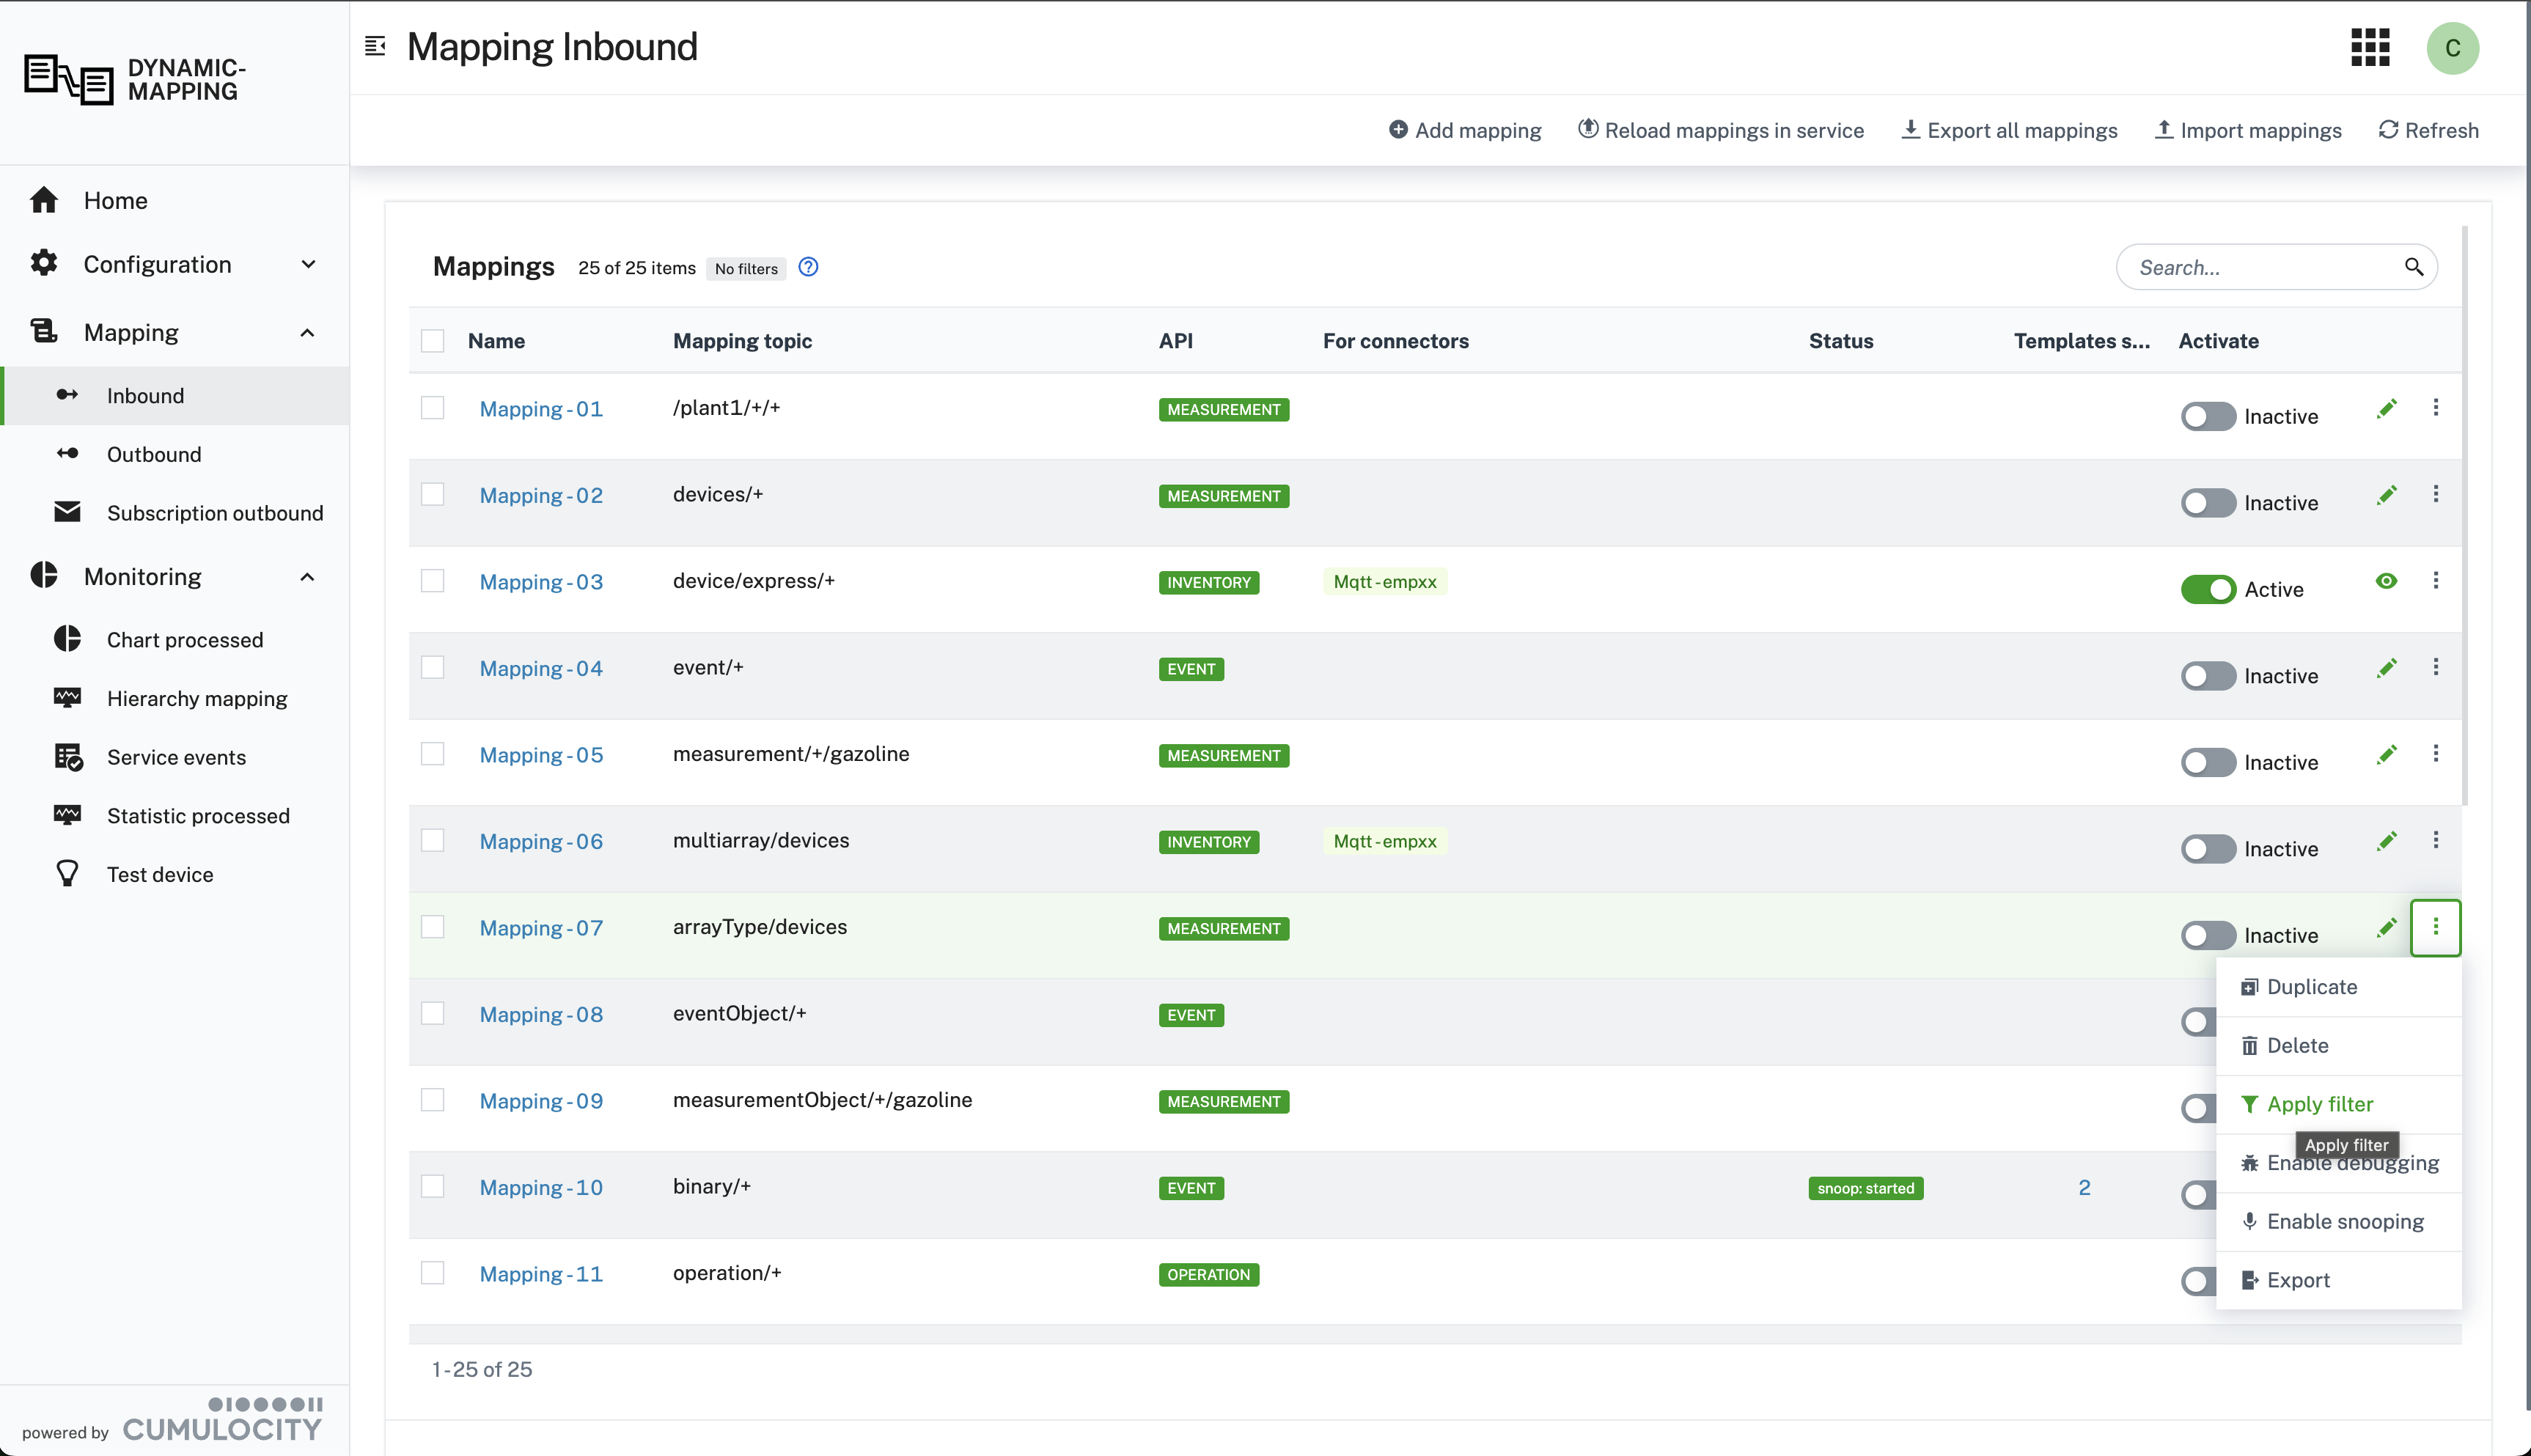 DYNAMIC-
MAPPING
Mapping Inbound
C
Add mapping
Reload mappings in service
Export all mappings
Import mappings
Refresh
Home
Configuration
Mapping
Inbound
Outbound
Subscription outbound
Monitoring
Chart processed
Hierarchy mapping
Service events
Statistic processed
Test device
powered by CUMULOCITY
Mappings 25 of 25 items No filters ?
Search...
Name Mapping topic API For connectors Status Templates s... Activate
Mapping-01 /plant1/+/+ MEASUREMENT Inactive
Mapping-02 devices/+ MEASUREMENT Inactive
Mapping-03 device/express/+ INVENTORY Mqtt-empxx Active
Mapping-04 event/+ EVENT Inactive
Mapping-05 measurement/+/gazoline MEASUREMENT Inactive
Mapping-06 multiarray/devices INVENTORY Mqtt-empxx Inactive
Mapping-07 arrayType/devices MEASUREMENT Inactive
Mapping-08 eventObject/+ EVENT
Mapping-09 measurementObject/+/gazoline MEASUREMENT
Mapping-10 binary/+ EVENT snoop: started 2
Mapping-11 operation/+ OPERATION
Duplicate
Delete
Apply filter
Apply filter
Enable debugging
Enable snooping
Export
1-25 of 25